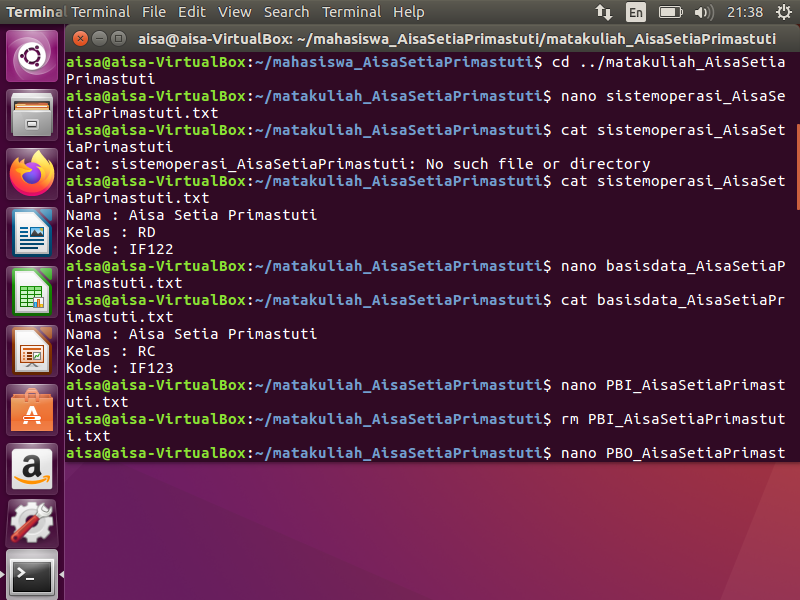 Terminal Terminal File Edit View Search Terminal Help En 21:38
aisa@aisa-VirtualBox: ~/mahasiswa_AisaSetiaPrimastuti/matakuliah_AisaSetiaPrimastuti
aisa@aisa-VirtualBox:~/mahasiswa_AisaSetiaPrimastuti$ cd ../matakuliah_AisaSetia
Primastuti
aisa@aisa-VirtualBox:~/matakuliah_AisaSetiaPrimastuti$ nano sistemoperasi_AisaSe
tiaPrimastuti.txt
aisa@aisa-VirtualBox:~/matakuliah_AisaSetiaPrimastuti$ cat sistemoperasi_AisaSet
iaPrimastuti
cat: sistemoperasi_AisaSetiaPrimastuti: No such file or directory
aisa@aisa-VirtualBox:~/matakuliah_AisaSetiaPrimastuti$ cat sistemoperasi_AisaSet
iaPrimastuti.txt
Nama : Aisa Setia Primastuti
Kelas : RD
Kode : IF122
aisa@aisa-VirtualBox:~/matakuliah_AisaSetiaPrimastuti$ nano basisdata_AisaSetiaP
rimastuti.txt
aisa@aisa-VirtualBox:~/matakuliah_AisaSetiaPrimastuti$ cat basisdata_AisaSetiaPr
imastuti.txt
Nama : Aisa Setia Primastuti
Kelas : RC
Kode : IF123
aisa@aisa-VirtualBox:~/matakuliah_AisaSetiaPrimastuti$ nano PBI_AisaSetiaPrimast
uti.txt
aisa@aisa-VirtualBox:~/matakuliah_AisaSetiaPrimastuti$ rm PBI_AisaSetiaPrimastut
i.txt
aisa@aisa-VirtualBox:~/matakuliah_AisaSetiaPrimastuti$ nano PBO_AisaSetiaPrimast